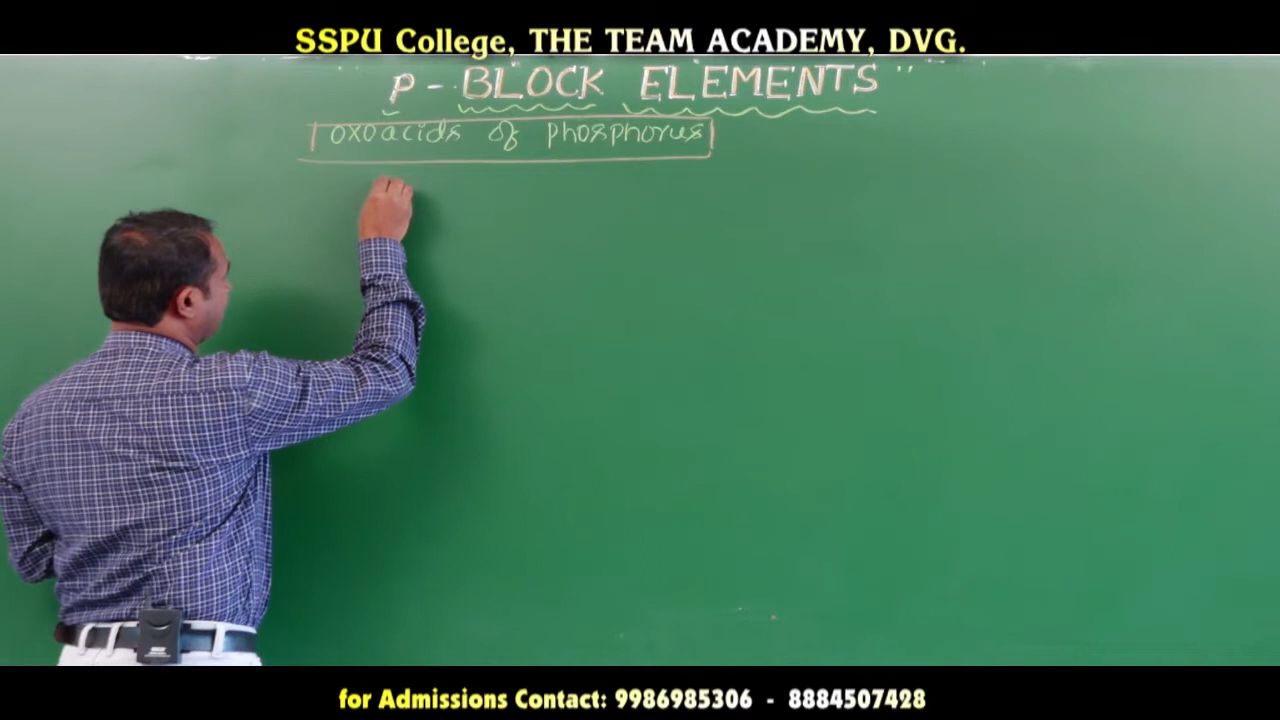 SSPU College, THE TEAM ACADEMY, DVG.
" P - BLOCK ELEMENTS "
oxoacids of phosphorus
for Admissions Contact: 9986985306 - 8884507428